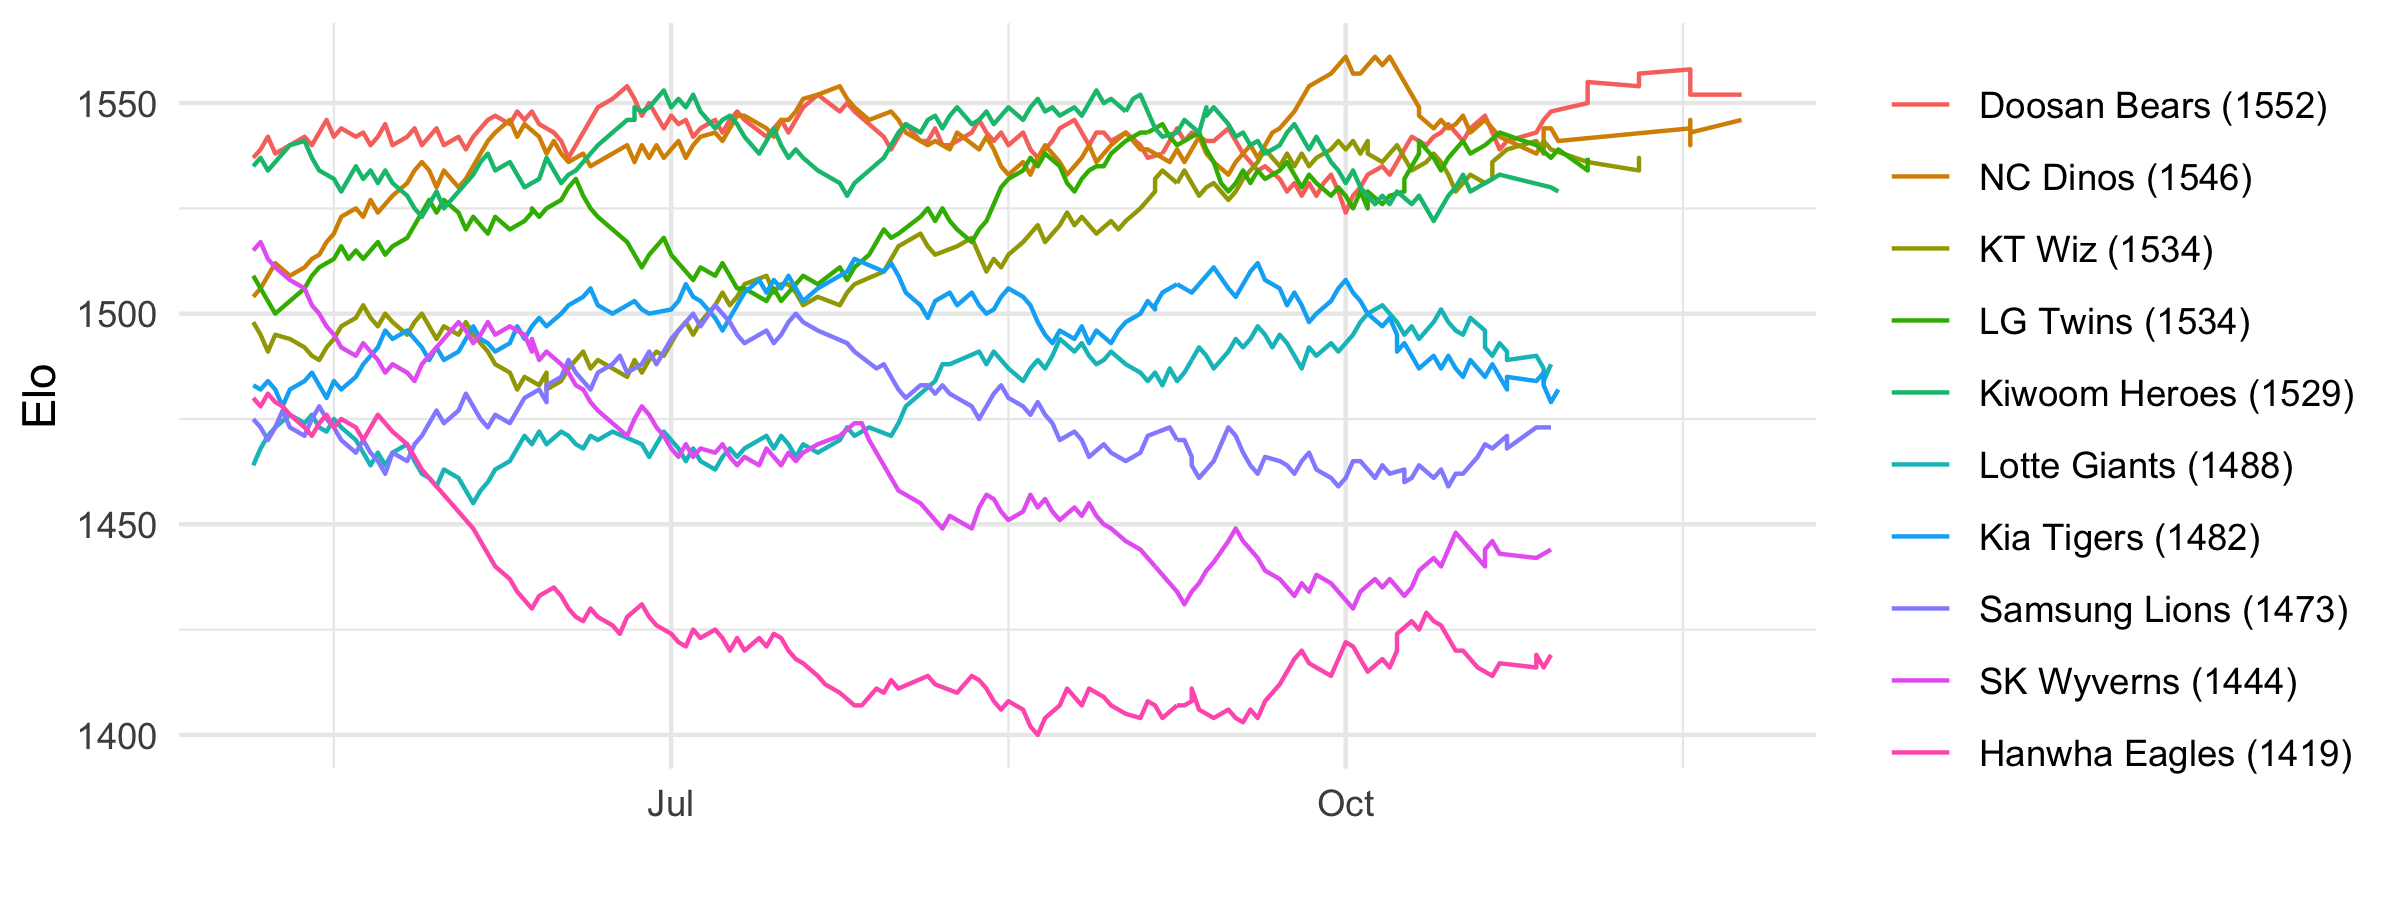 Elo
1550
1500
1450
1400
Jul
Oct
Doosan Bears (1552)
NC Dinos (1546)
KT Wiz (1534)
LG Twins (1534)
Kiwoom Heroes (1529)
Lotte Giants (1488)
Kia Tigers (1482)
Samsung Lions (1473)
SK Wyverns (1444)
Hanwha Eagles (1419)